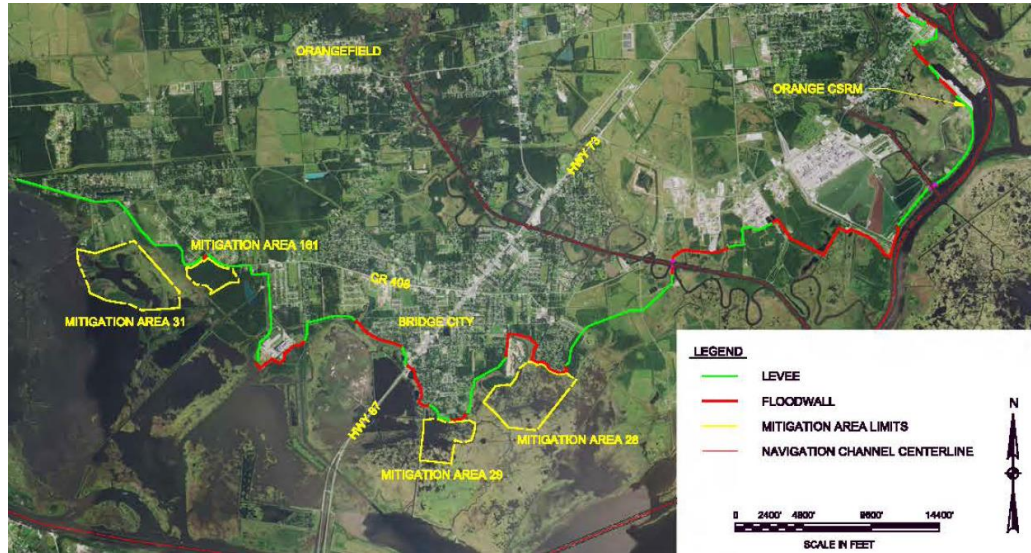 ORANGEFIELD
ORANGE CSRM
HWY 73
MITIGATION AREA 161
CR 408
MITIGATION AREA 31
BRIDGE CITY
HWY 87
MITIGATION AREA 28
MITIGATION AREA 29
LEGEND
LEVEE
FLOODWALL
MITIGATION AREA LIMITS
NAVIGATION CHANNEL CENTERLINE
N
0 2400' 4800' 9600' 14400'
SCALE IN FEET